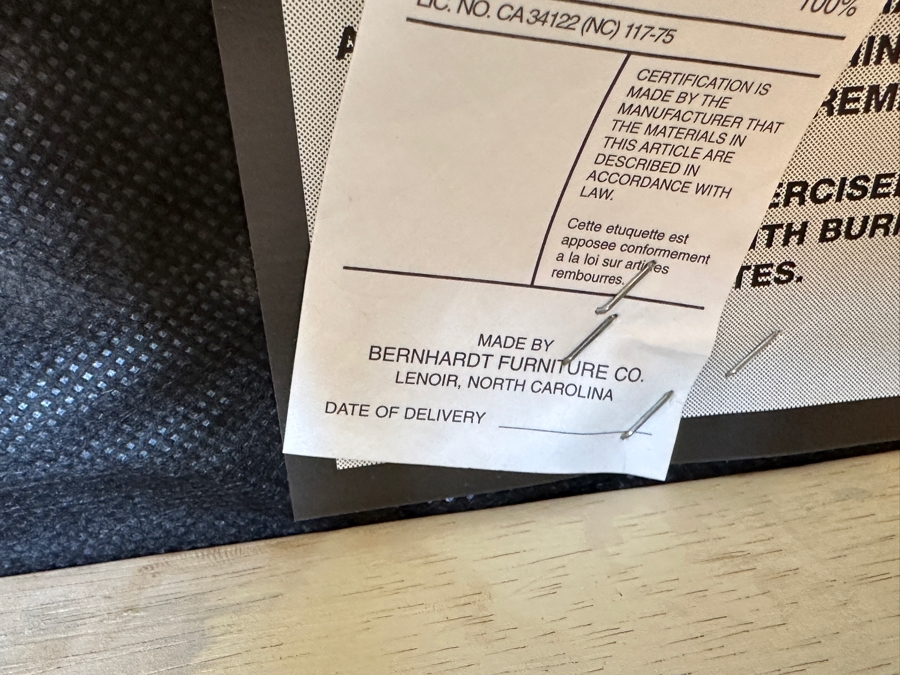 100%
LIC. NO. CA 34122 (NC) 117-75
CERTIFICATION IS
MADE BY THE
MANUFACTURER THAT
THE MATERIALS IN
THIS ARTICLE ARE
DESCRIBED IN
ACCORDANCE WITH
LAW.
Cette etuquette est
apposee conformement
a la loi sur articles
rembourres.
MADE BY
BERNHARDT FURNITURE CO.
LENOIR, NORTH CAROLINA
DATE OF DELIVERY